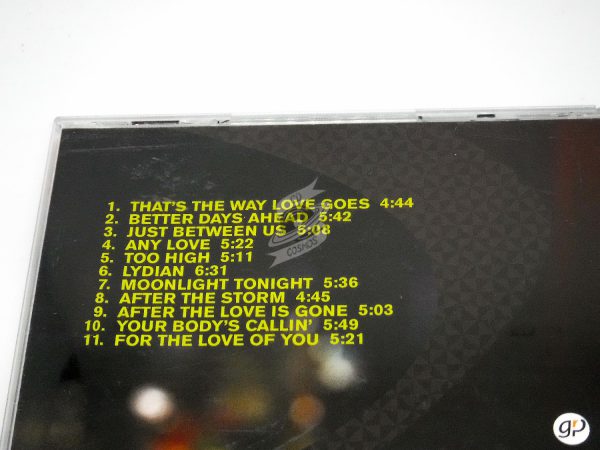 1. THAT'S THE WAY LOVE GOES 4:44
2. BETTER DAYS AHEAD 5:42
3. JUST BETWEEN US 5:08
4. ANY LOVE 5:22
5. TOO HIGH 5:11
6. LYDIAN 6:31
7. MOONLIGHT TONIGHT 5:36
8. AFTER THE STORM 4:45
9. AFTER THE LOVE IS GONE 5:03
10. YOUR BODY'S CALLIN' 5:49
11. FOR THE LOVE OF YOU 5:21
COSMOS
gp